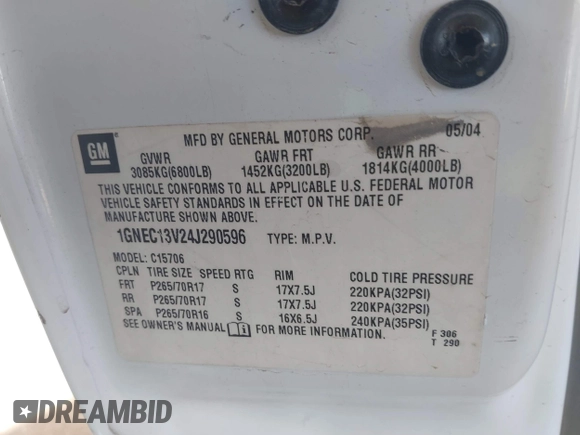 GM
MFD BY GENERAL MOTORS CORP. 05/04
GVWR GAWR FRT GAWR RR
3085KG(6800LB) 1452KG(3200LB) 1814KG(4000LB)
THIS VEHICLE CONFORMS TO ALL APPLICABLE U.S. FEDERAL MOTOR
VEHICLE SAFETY STANDARDS IN EFFECT ON THE DATE OF
MANUFACTURE SHOWN ABOVE.
1GNEC13V24J290596 TYPE: M.P.V.
MODEL: C15706
CPLN TIRE SIZE SPEED RTG RIM COLD TIRE PRESSURE
FRT P265/70R17 S 17X7.5J 220KPA(32PSI)
RR P265/70R17 S 17X7.5J 220KPA(32PSI)
SPA P265/70R16 S 16X6.5J 240KPA(35PSI)
SEE OWNER'S MANUAL FOR MORE INFORMATION.
F 306
T 290
DREAMBID